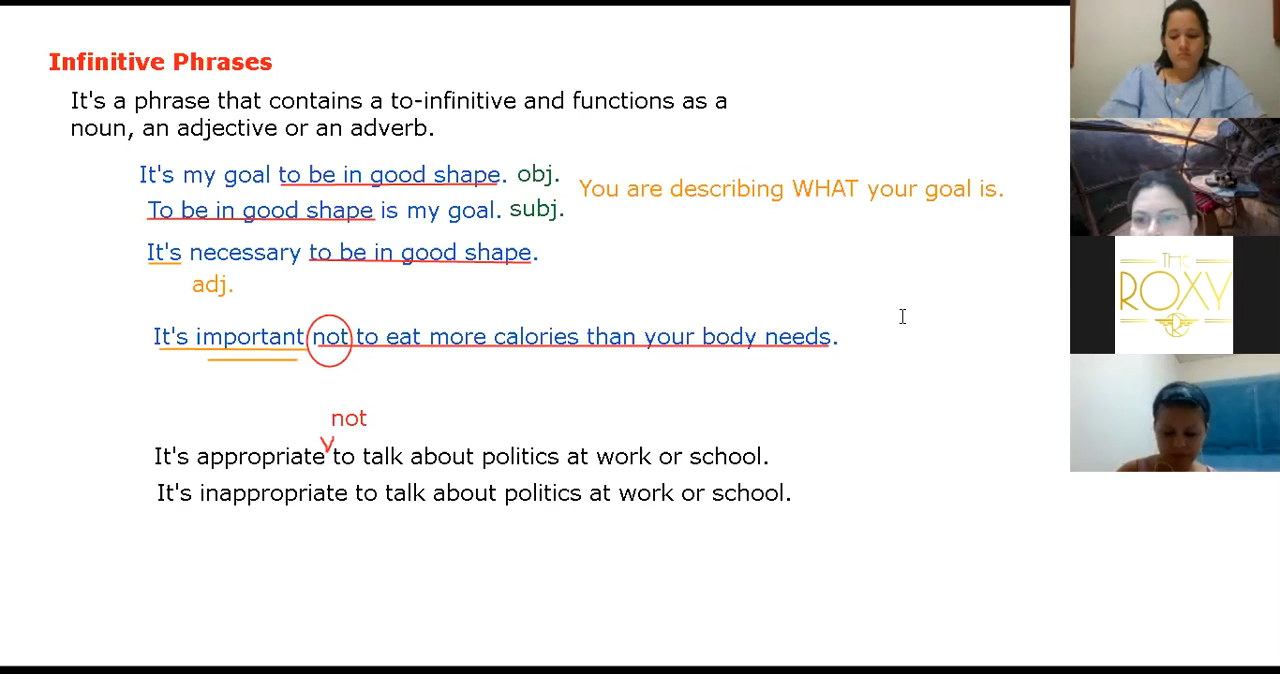 Infinitive Phrases
It's a phrase that contains a to-infinitive and functions as a
noun, an adjective or an adverb.
It's my goal to be in good shape. obj.
You are describing WHAT your goal is.
To be in good shape is my goal. subj.
It's necessary to be in good shape.
adj.
It's important not to eat more calories than your body needs.
not
It's appropriate to talk about politics at work or school.
It's inappropriate to talk about politics at work or school.
THE
ROXY
R